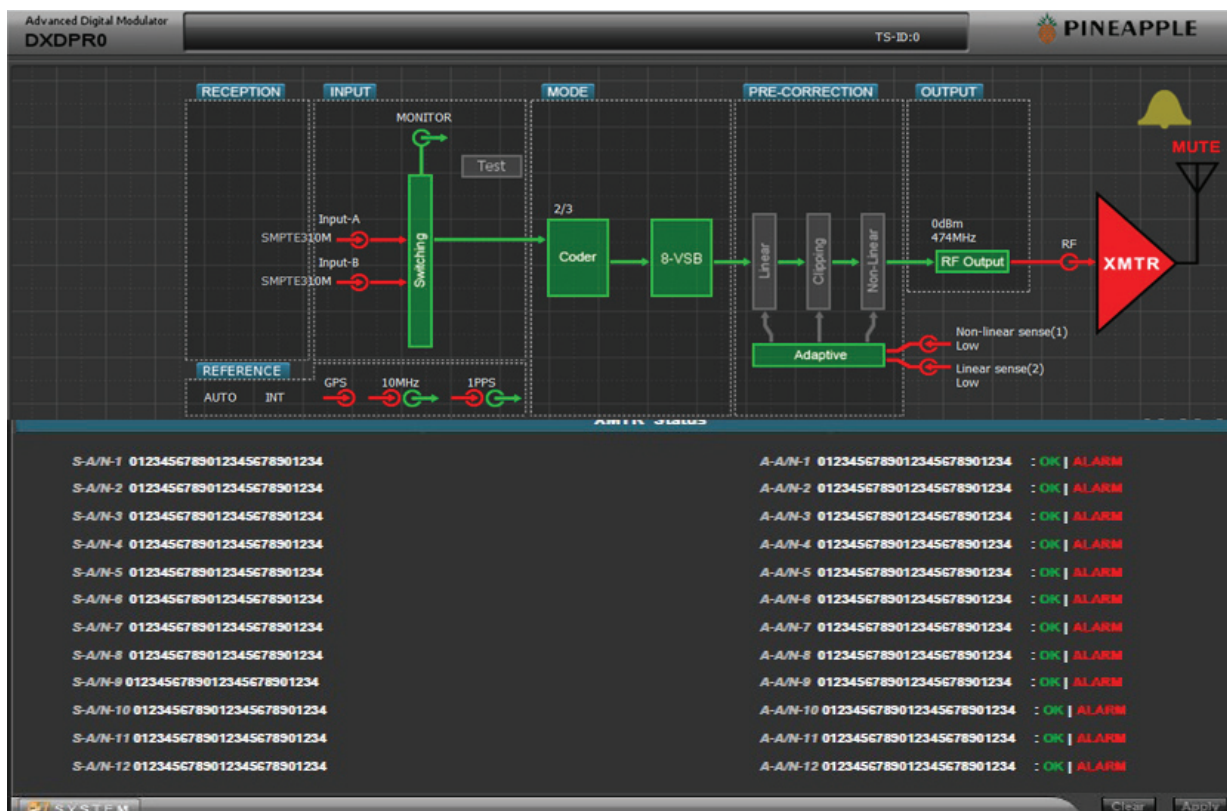 Advanced Digital Modulator
DXDPR0
TS-ID:0
PINEAPPLE
RECEPTION
INPUT
MODE
PRE-CORRECTION
OUTPUT
MONITOR
MUTE
Test
2/3
Input-A
SMPTE310M
Input-B
SMPTE310M
Switching
Coder
8-VSB
Linear
Clipping
Non-Linear
0dBm
474MHz
RF Output
RF
XMTR
Adaptive
Non-linear sense(1)
Low
Linear sense(2)
Low
REFERENCE
AUTO INT
GPS 10MHz 1PPS
XMTR Status
S-A/N-1 0123456789012345678901234 A-A/N-1 0123456789012345678901234 : OK | ALARM
S-A/N-2 0123456789012345678901234 A-A/N-2 0123456789012345678901234 : OK | ALARM
S-A/N-3 0123456789012345678901234 A-A/N-3 0123456789012345678901234 : OK | ALARM
S-A/N-4 0123456789012345678901234 A-A/N-4 0123456789012345678901234 : OK | ALARM
S-A/N-5 0123456789012345678901234 A-A/N-5 0123456789012345678901234 : OK | ALARM
S-A/N-6 0123456789012345678901234 A-A/N-6 0123456789012345678901234 : OK | ALARM
S-A/N-7 0123456789012345678901234 A-A/N-7 0123456789012345678901234 : OK | ALARM
S-A/N-8 0123456789012345678901234 A-A/N-8 0123456789012345678901234 : OK | ALARM
S-A/N-9 0123456789012345678901234 A-A/N-9 0123456789012345678901234 : OK | ALARM
S-A/N-10 0123456789012345678901234 A-A/N-10 0123456789012345678901234 : OK | ALARM
S-A/N-11 0123456789012345678901234 A-A/N-11 0123456789012345678901234 : OK | ALARM
S-A/N-12 0123456789012345678901234 A-A/N-12 0123456789012345678901234 : OK | ALARM
SYSTEM
Clear Apply